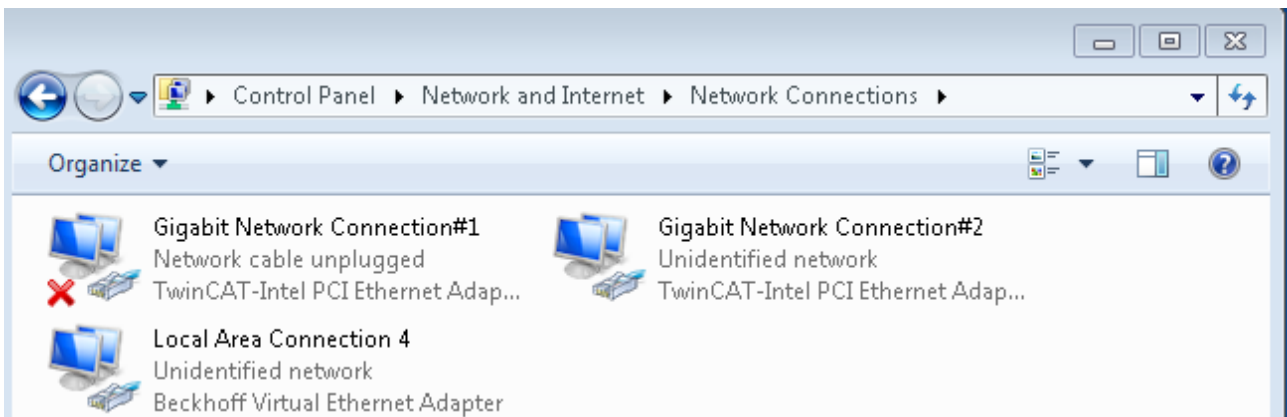 Control Panel Network and Internet Network Connections
Organize
Gigabit Network Connection#1
Network cable unplugged
TwinCAT-Intel PCI Ethernet Adap...
Gigabit Network Connection#2
Unidentified network
TwinCAT-Intel PCI Ethernet Adap...
Local Area Connection 4
Unidentified network
Beckhoff Virtual Ethernet Adapter